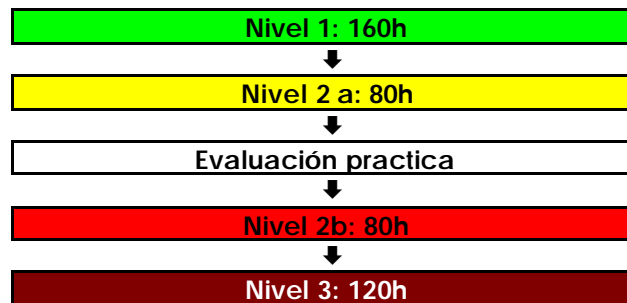 Nivel 1: 160h
Nivel 2 a: 80h
Evaluación practica
Nivel 2b: 80h
Nivel 3: 120h